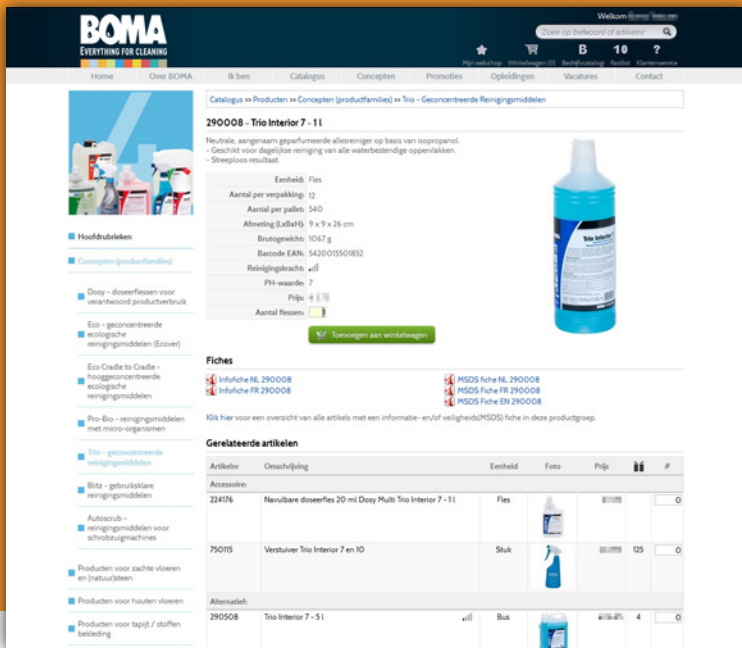 BOMA
EVERYTHING FOR CLEANING
Welkom
Zoek op trefwoord of artikelnr
Mijn webshop Winkelwagen (0) Bedrijfscatalogi Fastlist Klantenservice
Home Over BOMA Ik ben Catalogus Concepten Promoties Opleidingen Vacatures Contact
Catalogus »» Producten »» Concepten (productfamilies) »» Trio - Geconcentreerde Reinigingsmiddelen
290008 - Trio Interior 7 - 1 l
Neutrale, aangenaam geparfumeerde allesreiniger op basis van isopropanol.
- Geschikt voor dagelijkse reiniging van alle waterbestendige oppervlakken.
- Streeploos resultaat.
Eenheid: Fles
Aantal per verpakking: 12
Aantal per pallet: 540
Afmeting (LxBxH): 9 x 9 x 26 cm
Brutogewicht: 1067 g
Barcode EAN: 5420015501852
Reinigingskracht:
PH-waarde: 7
Prijs:
Aantal flessen:
Toevoegen aan winkelwagen
Trio Interior 7
Hoofdrubrieken
Concepten (productfamilies)
Dosy - doseerflessen voor
verantwoord productverbruik
Eco - geconcentreerde
ecologische
reinigingsmiddelen (Ecover)
Eco Cradle to Cradle -
hooggeconcentreerde
ecologische
reinigingsmiddelen
Pro-Bio - reinigingsmiddelen
met micro-organismen
Trio - geconcentreerde
reinigingsmiddelen
Blitz - gebruiksklare
reinigingsmiddelen
Autoscrub -
reinigingsmiddelen voor
schrobzuigmachines
Producten voor zachte vloeren
en (natuur)steen
Producten voor houten vloeren
Producten voor tapijt / stoffen
bekleding
Fiches
Infofiche NL 290008 MSDS fiche NL 290008
Infofiche FR 290008 MSDS Fiche FR 290008
MSDS Fiche EN 290008
Klik hier voor een overzicht van alle artikels met een informatie- en/of veiligheids(MSDS) fiche in deze productgroep.
Gerelateerde artikelen
Artikelnr Omschrijving Eenheid Foto Prijs #
Accessoire:
224176 Navulbare doseerfles 20 ml Dosy Multi Trio Interior 7 - 1 l Fles 0
750115 Verstuiver Trio Interior 7 en 10 Stuk 125 0
Alternatief:
290508 Trio Interior 7 - 5 l Bus 4 0